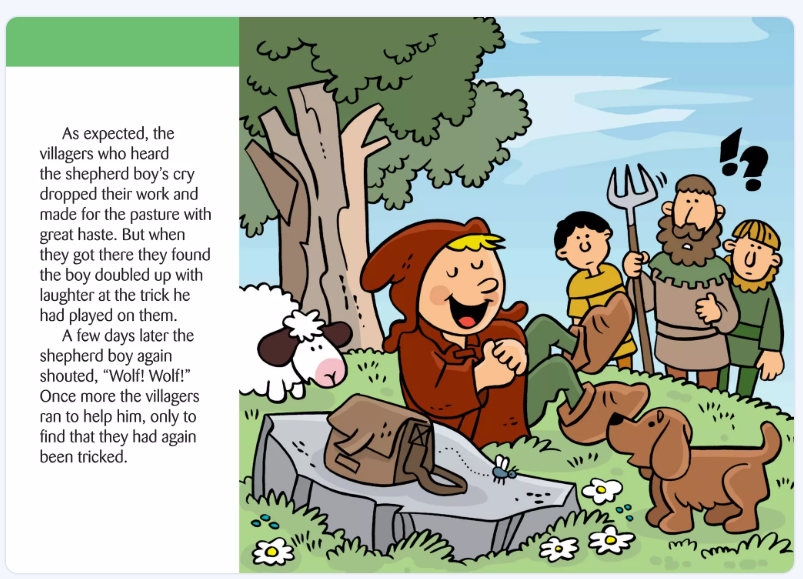 As expected, the
villagers who heard
the shepherd boy's cry
dropped their work and
made for the pasture with
great haste. But when
they got there they found
the boy doubled up with
laughter at the trick he
had played on them.
A few days later the
shepherd boy again
shouted, “Wolf! Wolf!”
Once more the villagers
ran to help him, only to
find that they had again
been tricked.
!?